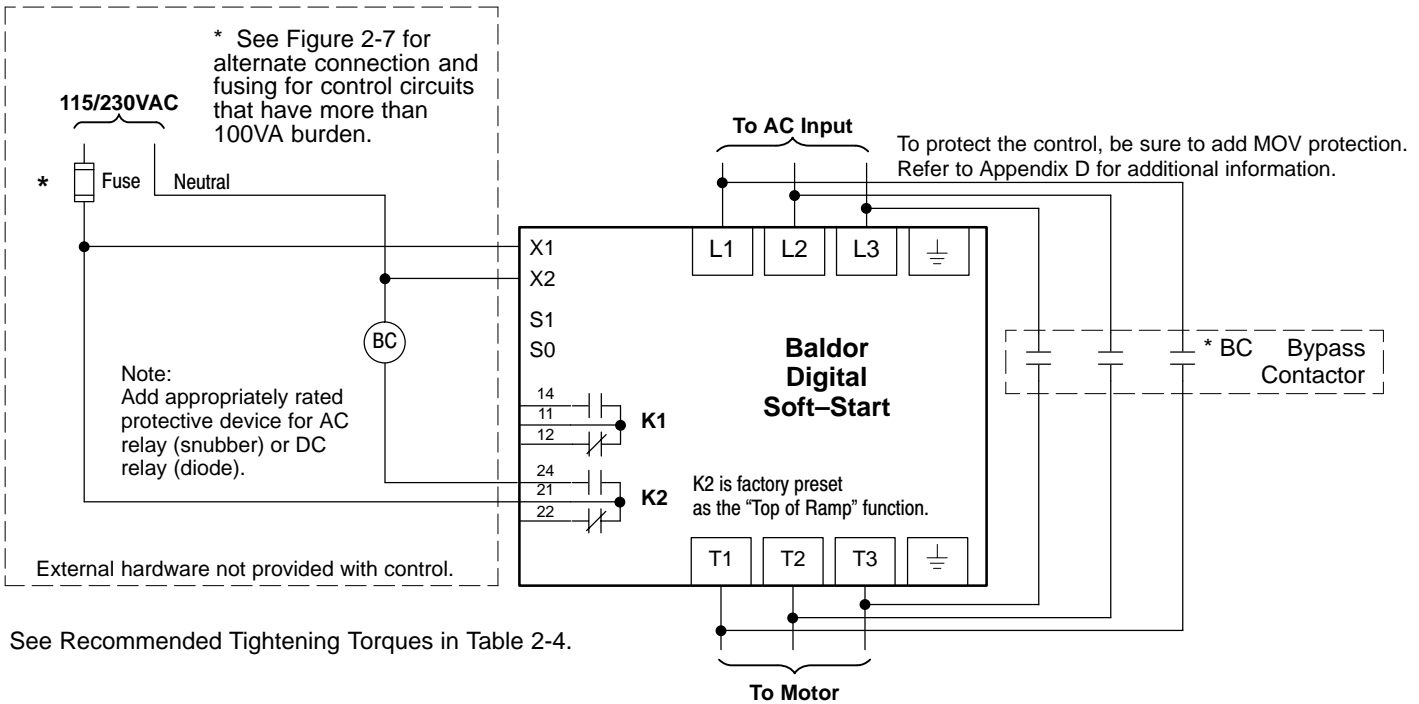 * See Figure 2-7 for
alternate connection and
fusing for control circuits
that have more than
100VA burden.
115/230VAC
* Fuse Neutral
To AC Input
To protect the control, be sure to add MOV protection.
Refer to Appendix D for additional information.
X1
X2
S1
S0
L1 L2 L3
BC
Baldor
Digital
Soft–Start
* BC Bypass
Contactor
Note:
Add appropriately rated
protective device for AC
relay (snubber) or DC
relay (diode).
14
11
12
K1
24
21
22
K2
K2 is factory preset
as the “Top of Ramp” function.
T1 T2 T3
External hardware not provided with control.
See Recommended Tightening Torques in Table 2-4.
To Motor